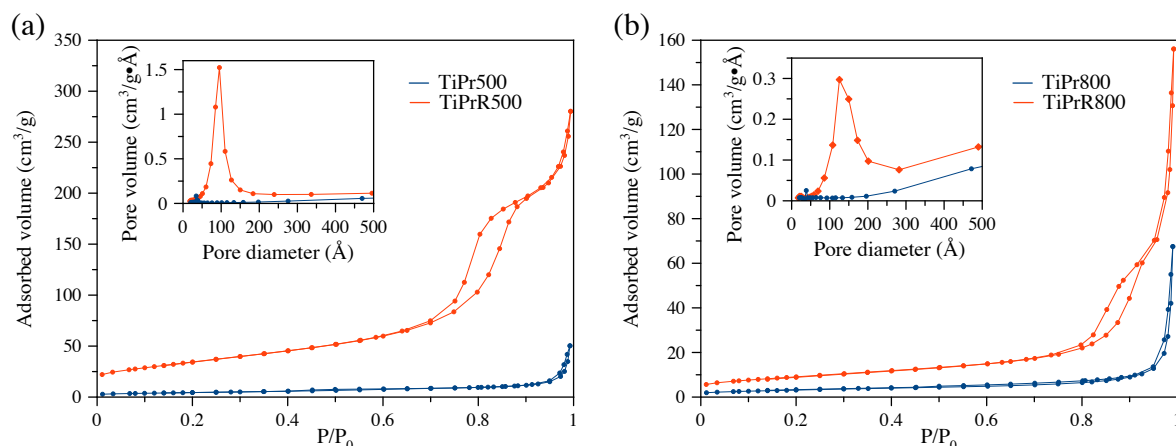 (a)
350
300
250
200
150
100
50
0
Adsorbed volume (cm³/g)
0
0.2
0.4
0.6
0.8
1
P/P₀
TiPr500
TiPrR500
1.5
1
0.5
0
Pore volume (cm³/g•Å)
0 100 200 300 400 500
Pore diameter (Å)
(b)
160
140
120
100
80
60
40
20
0
Adsorbed volume (cm³/g)
0
0.2
0.4
0.6
0.8
1
P/P₀
TiPr800
TiPrR800
0.3
0.2
0.1
0
Pore volume (cm³/g•Å)
0 100 200 300 400 500
Pore diameter (Å)